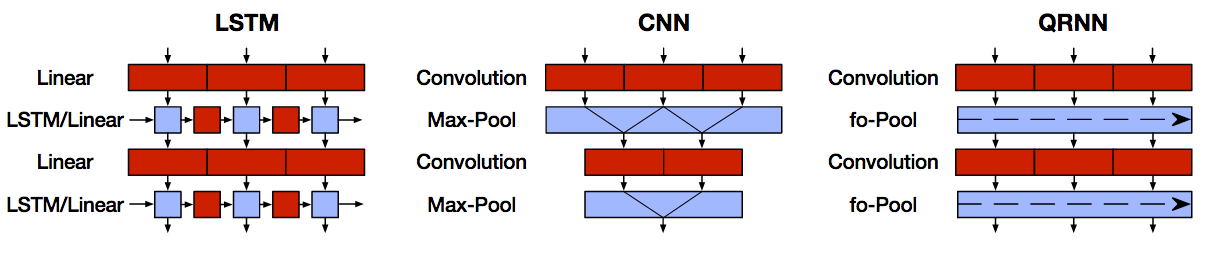 LSTM
Linear
LSTM/Linear
Linear
LSTM/Linear
CNN
Convolution
Max-Pool
Convolution
Max-Pool
QRNN
Convolution
fo-Pool
Convolution
fo-Pool